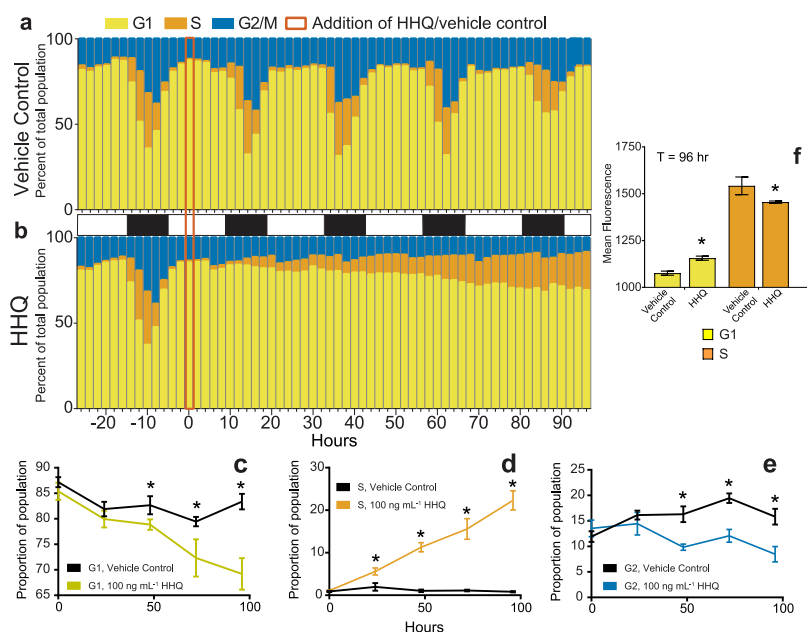 G1 S G2/M Addition of HHQ/vehicle control
a
Vehicle Control
Percent of total population
100
50
0
b
HHQ
Percent of total population
100
50
0
-20 -10 0 10 20 30 40 50 60 70 80 90
Hours
f
T = 96 hr
Mean Fluorescence
1750
1500
1250
1000
*
*
Vehicle Control
HHQ
Vehicle Control
HHQ
G1
S
c
Proportion of population
90
85
80
75
70
65
* * *
G1, Vehicle Control
G1, 100 ng mL-1 HHQ
0 50 100
d
Proportion of population
30
20
10
0
S, Vehicle Control
S, 100 ng mL-1 HHQ
* * * *
0 50 100
Hours
e
Proportion of population
25
20
15
10
5
0
* * *
G2, Vehicle Control
G2, 100 ng mL-1 HHQ
0 50 100